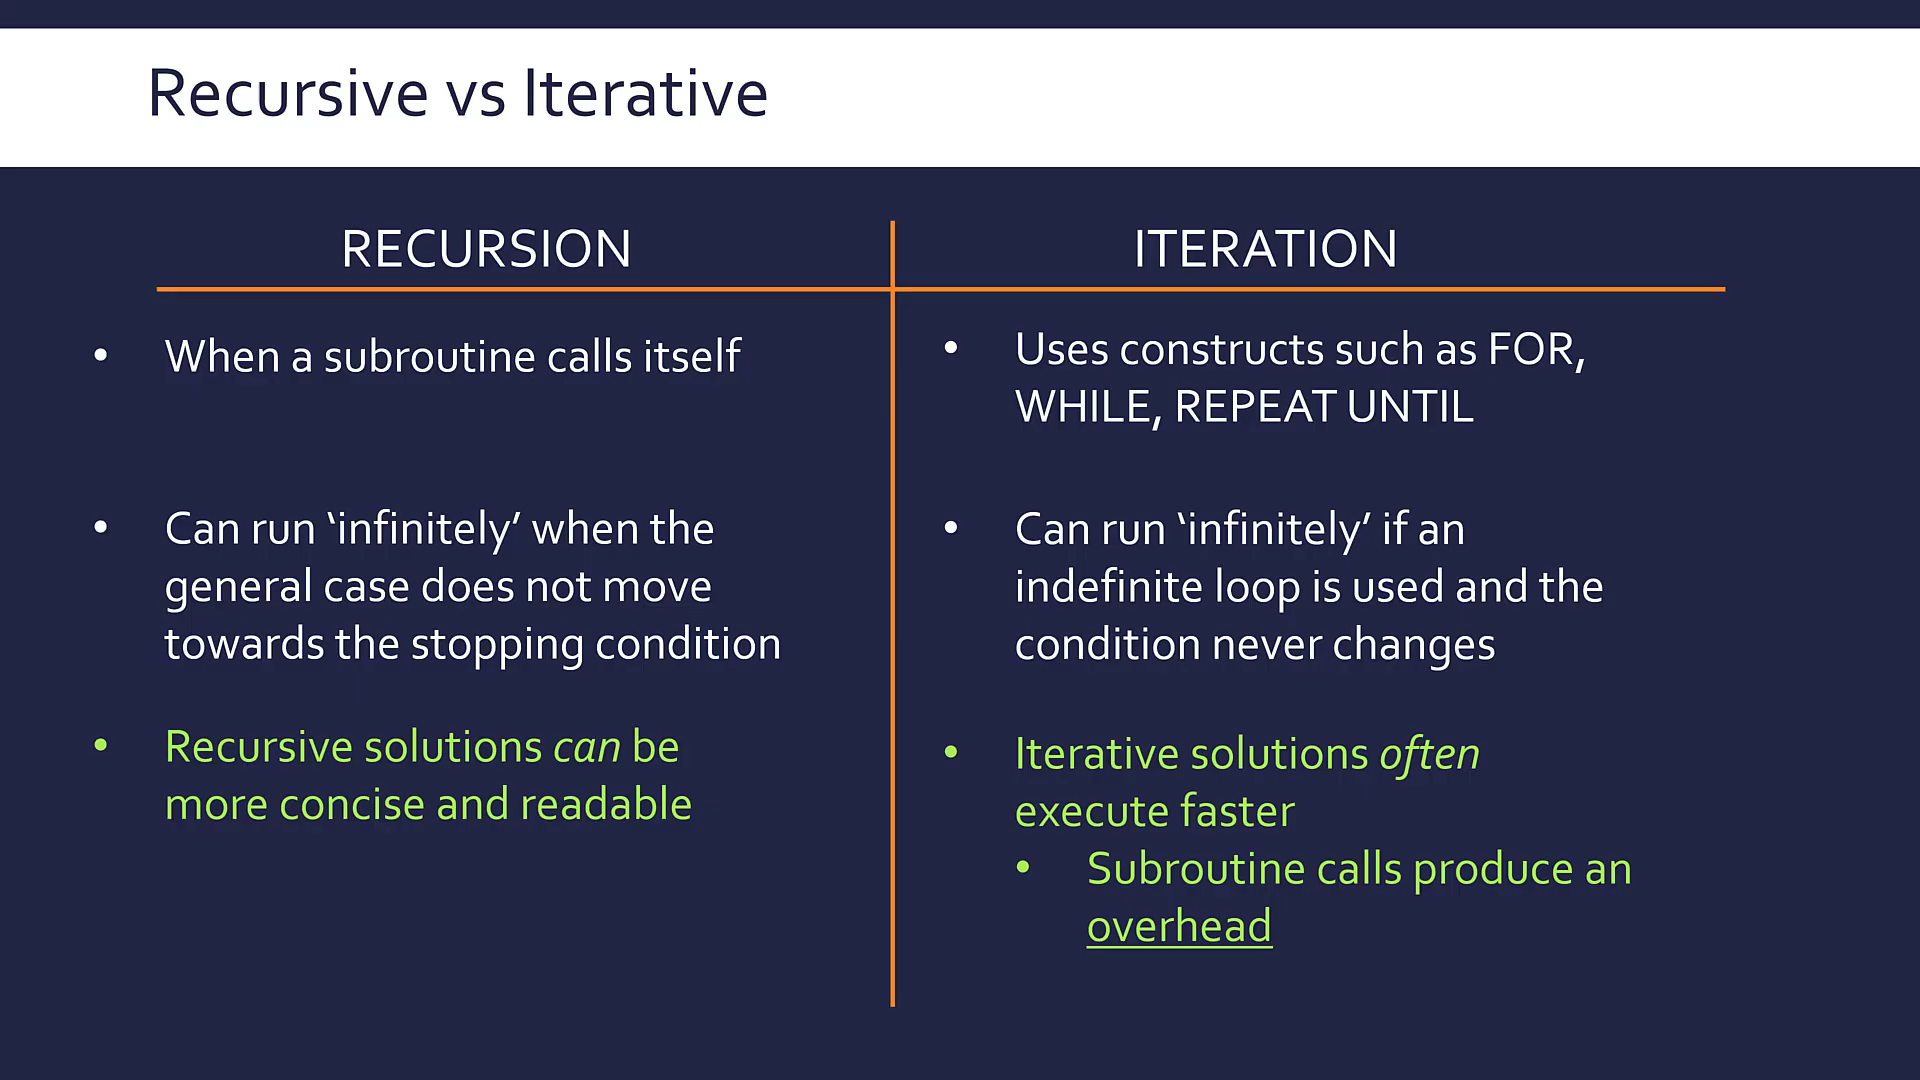 Recursive vs Iterative
RECURSION
• When a subroutine calls itself
• Can run ‘infinitely’ when the
general case does not move
towards the stopping condition
• Recursive solutions can be
more concise and readable
ITERATION
• Uses constructs such as FOR,
WHILE, REPEAT UNTIL
• Can run ‘infinitely’ if an
indefinite loop is used and the
condition never changes
• Iterative solutions often
execute faster
• Subroutine calls produce an
overhead